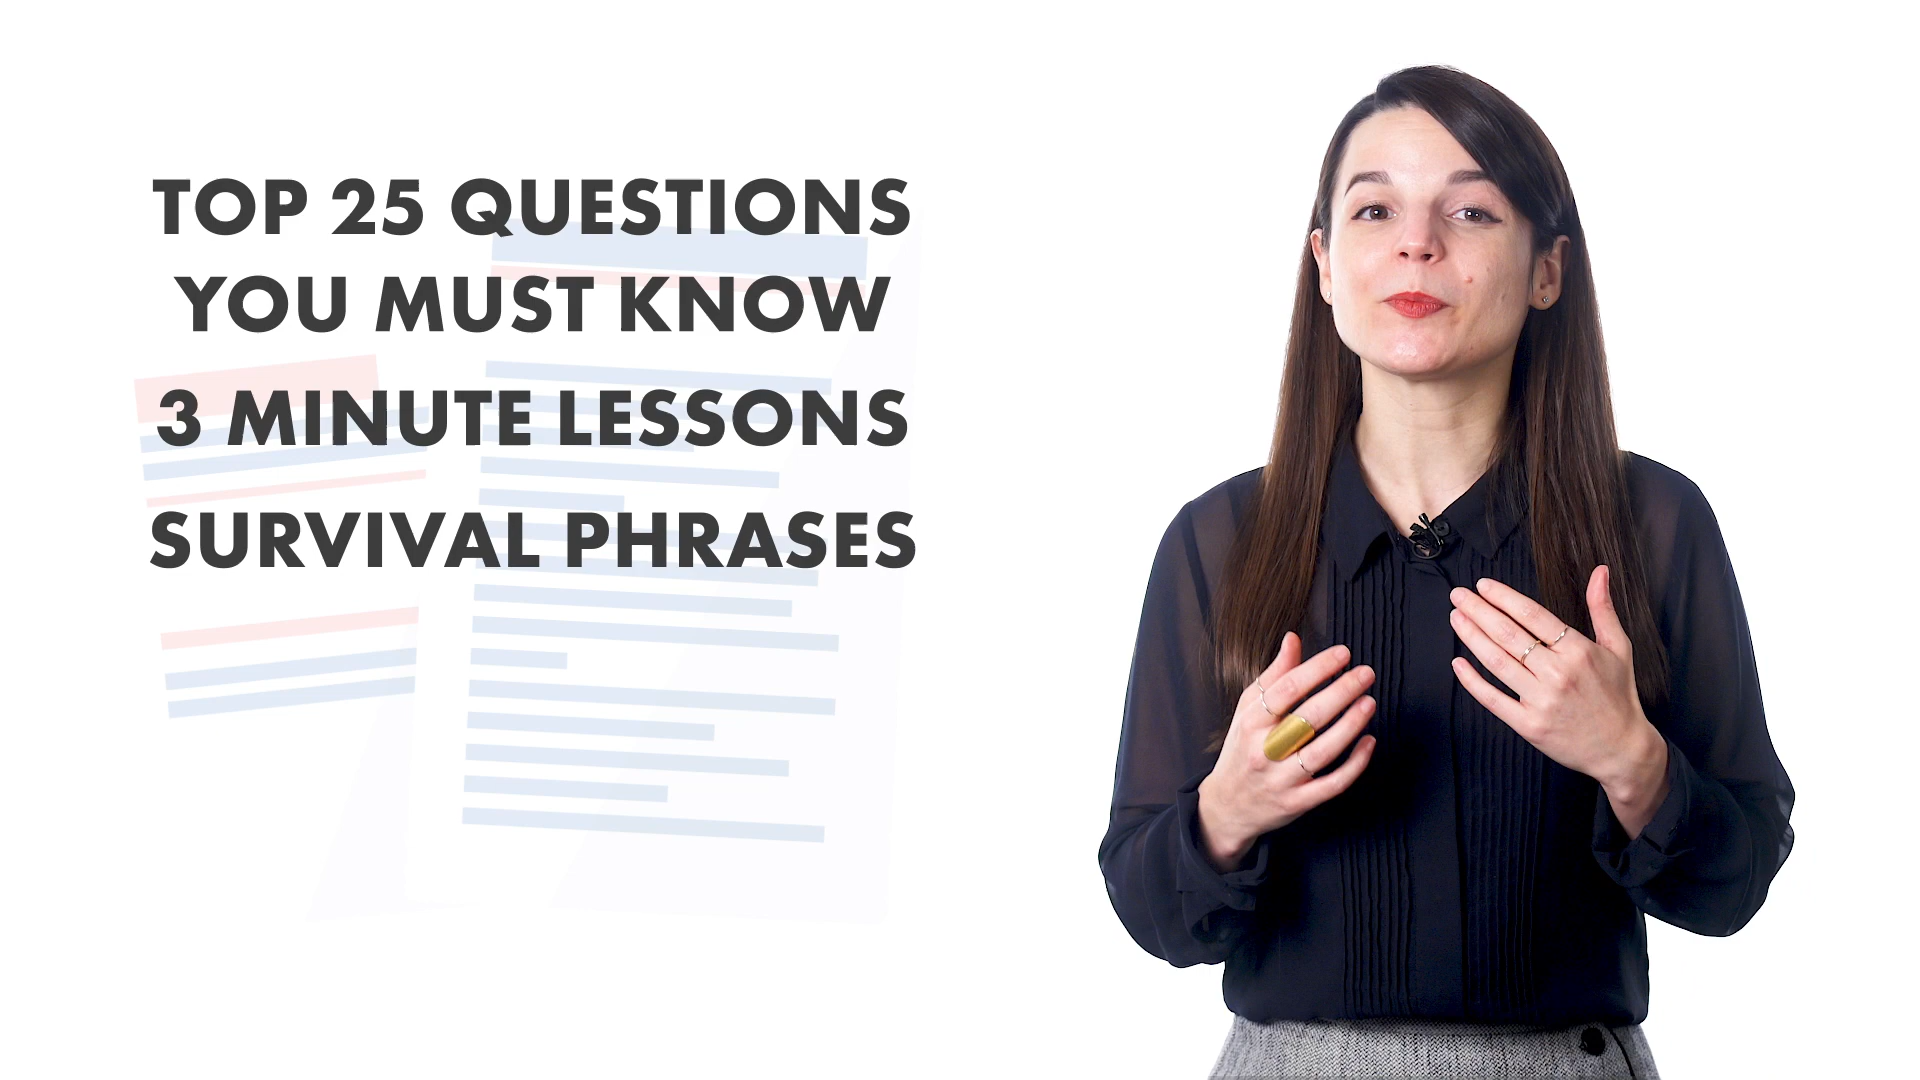 TOP 25 QUESTIONS
YOU MUST KNOW
3 MINUTE LESSONS
SURVIVAL PHRASES